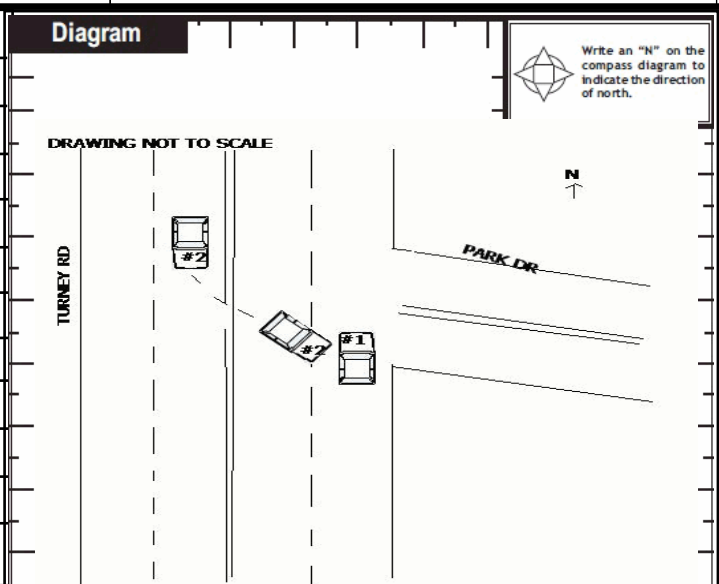 Diagram
Write an “N” on the
compass diagram to
indicate the direction
of north.
DRAWING NOT TO SCALE
N
TURNEY RD
PARK DR
#2
#2
#1